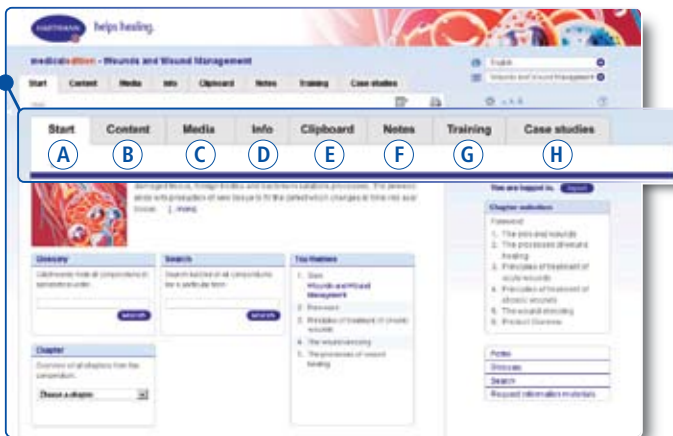 HARTMANN helps healing.
medicaledition - Wounds and Wound Management
English
Wounds and Wound Management
Start Content Media Info Clipboard Notes Training Case studies
Start Content Media Info Clipboard Notes Training Case studies
A B C D E F G H
damaged tissue, foreign bodies and bacteria in catabolic processes. The process
ends with production of new tissue to fill the defect which changes in time into scar
tissue. [...more]
You are logged in.
Chapter selection
Foreword
1. The skin and wounds
2. The processes of wound
healing
3. Principles of treatment of
acute wounds
4. Principles of treatment of
chronic wounds
5. The wound dressing
6. Product Overview
Glossary
Search
Top themes
1. Start
Wounds and Wound
Management
2. Foreword
3. Principles of treatment of chronic
wounds
4. The wound dressing
5. The processes of wound
healing
Chapter
Overview of all chapters from the
compendium.
Choose a chapter
Glossary
Search
Request information materials